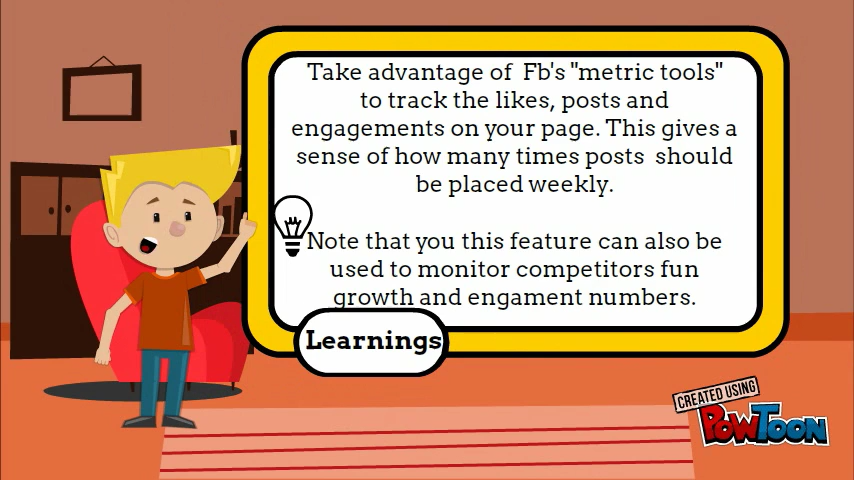 Take advantage of Fb's "metric tools"
to track the likes, posts and
engagements on your page. This gives a
sense of how many times posts should
be placed weekly.
Note that you this feature can also be
used to monitor competitors fun
growth and engament numbers.
Learnings
CREATED USING
POWTOON